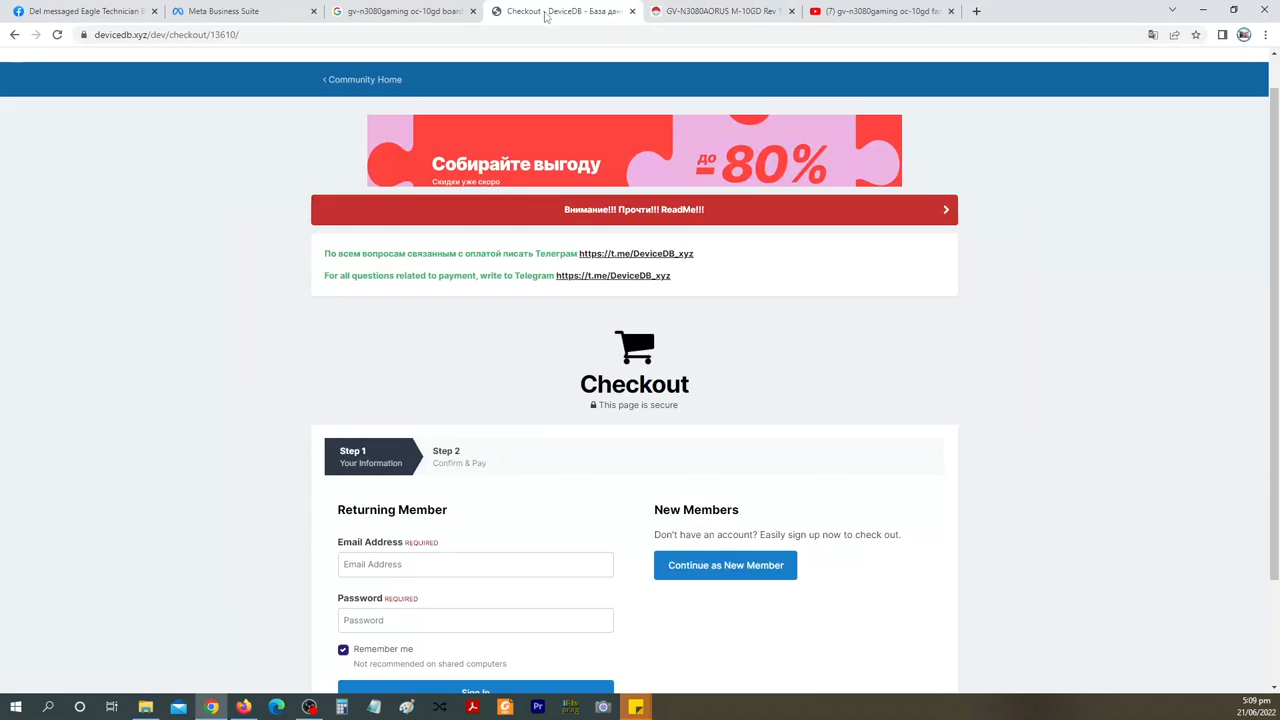 Del messaged Eagle Technician B
Meta Business Suite
gv-n3080gaming oc-10gd board
Checkout - DeviceDB - База дан
GV-N3080AORUS M-10GD Rev 1
(7) gv-n3080gaming oc-10gd fa
devicedb.xyz/dev/checkout/13610/
‹ Community Home
Собирайте выгоду
Скидки уже скоро
до
80%
Внимание!!! Прочти!!! ReadMe!!!
По всем вопросам связанным с оплатой писать Телеграм https://t.me/DeviceDB_xyz
For all questions related to payment, write to Telegram https://t.me/DeviceDB_xyz
Checkout
This page is secure
Step 1
Your Information
Step 2
Confirm & Pay
Returning Member
Email Address REQUIRED
Email Address
Password REQUIRED
Password
Remember me
Not recommended on shared computers
Sign In
New Members
Don't have an account? Easily sign up now to check out.
Continue as New Member
Pr
5:09 pm
21/06/2022